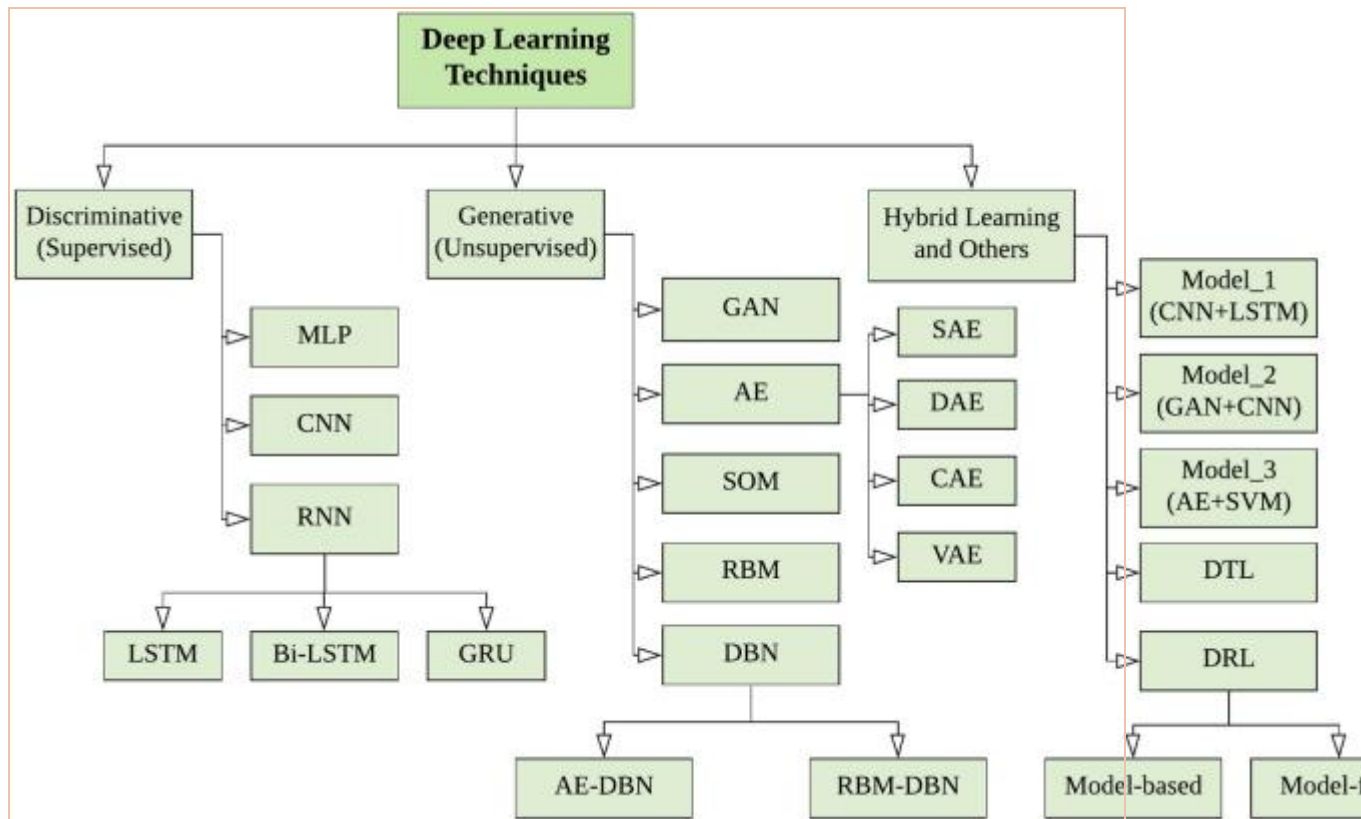 Deep Learning
Techniques
Discriminative
(Supervised)
Generative
(Unsupervised)
Hybrid Learning
and Others
MLP
CNN
RNN
LSTM
Bi-LSTM
GRU
GAN
AE
SOM
RBM
DBN
SAE
DAE
CAE
VAE
AE-DBN
RBM-DBN
Model_1
(CNN+LSTM)
Model_2
(GAN+CNN)
Model_3
(AE+SVM)
DTL
DRL
Model-based